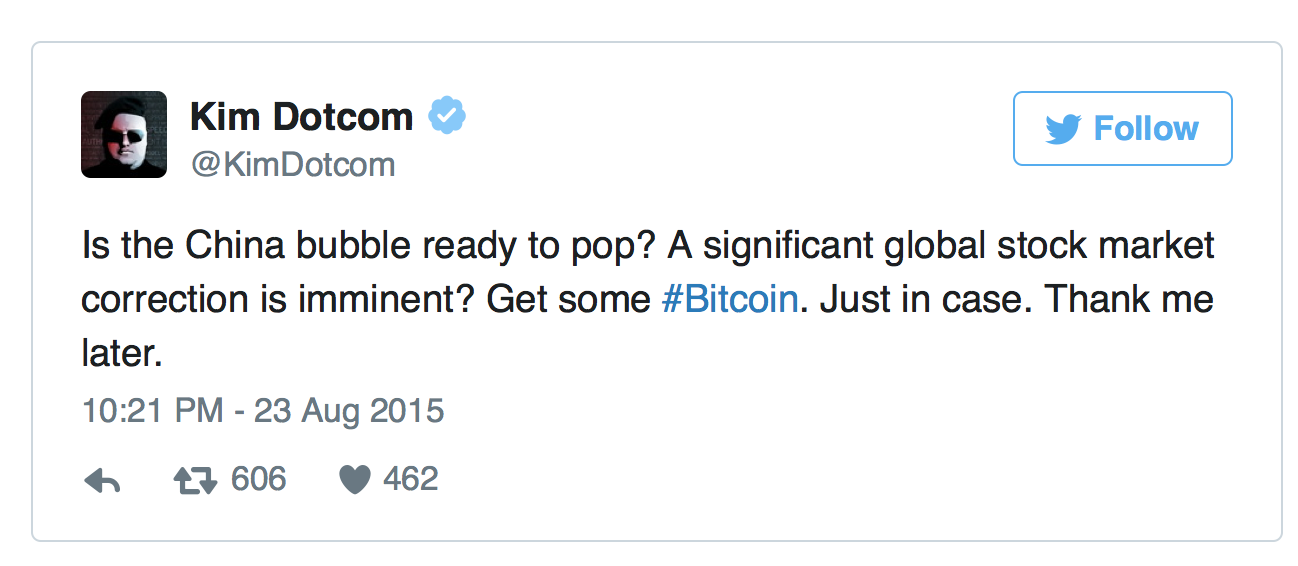 Kim Dotcom
@KimDotcom
Follow
Is the China bubble ready to pop? A significant global stock market
correction is imminent? Get some #Bitcoin. Just in case. Thank me
later.
10:21 PM - 23 Aug 2015
606 462